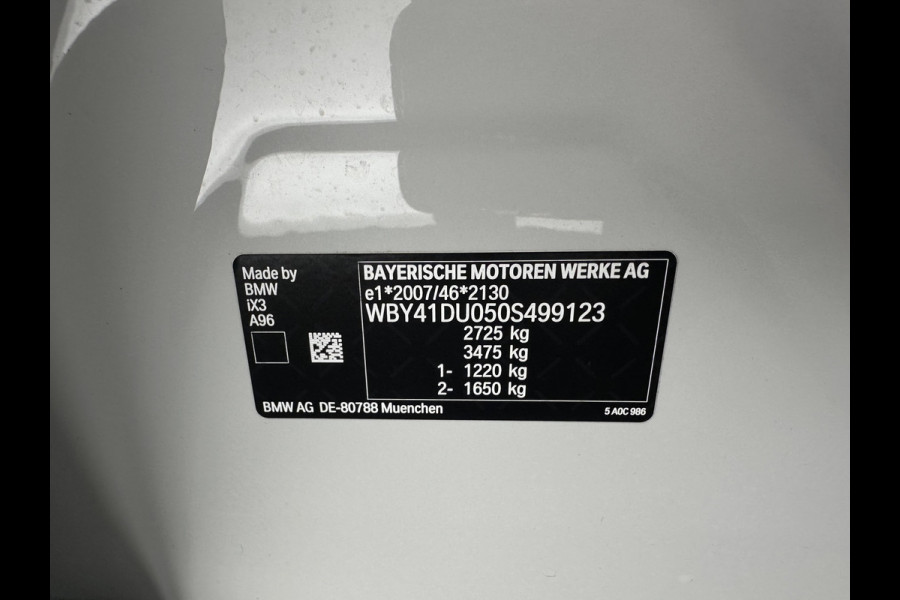 Made by
BMW
iX3
A96
BAYERISCHE MOTOREN WERKE AG
e1*2007/46*2130
WBY41DU050S499123
2725 kg
3475 kg
1- 1220 kg
2- 1650 kg
BMW AG DE-80788 Muenchen
5 A0C 986